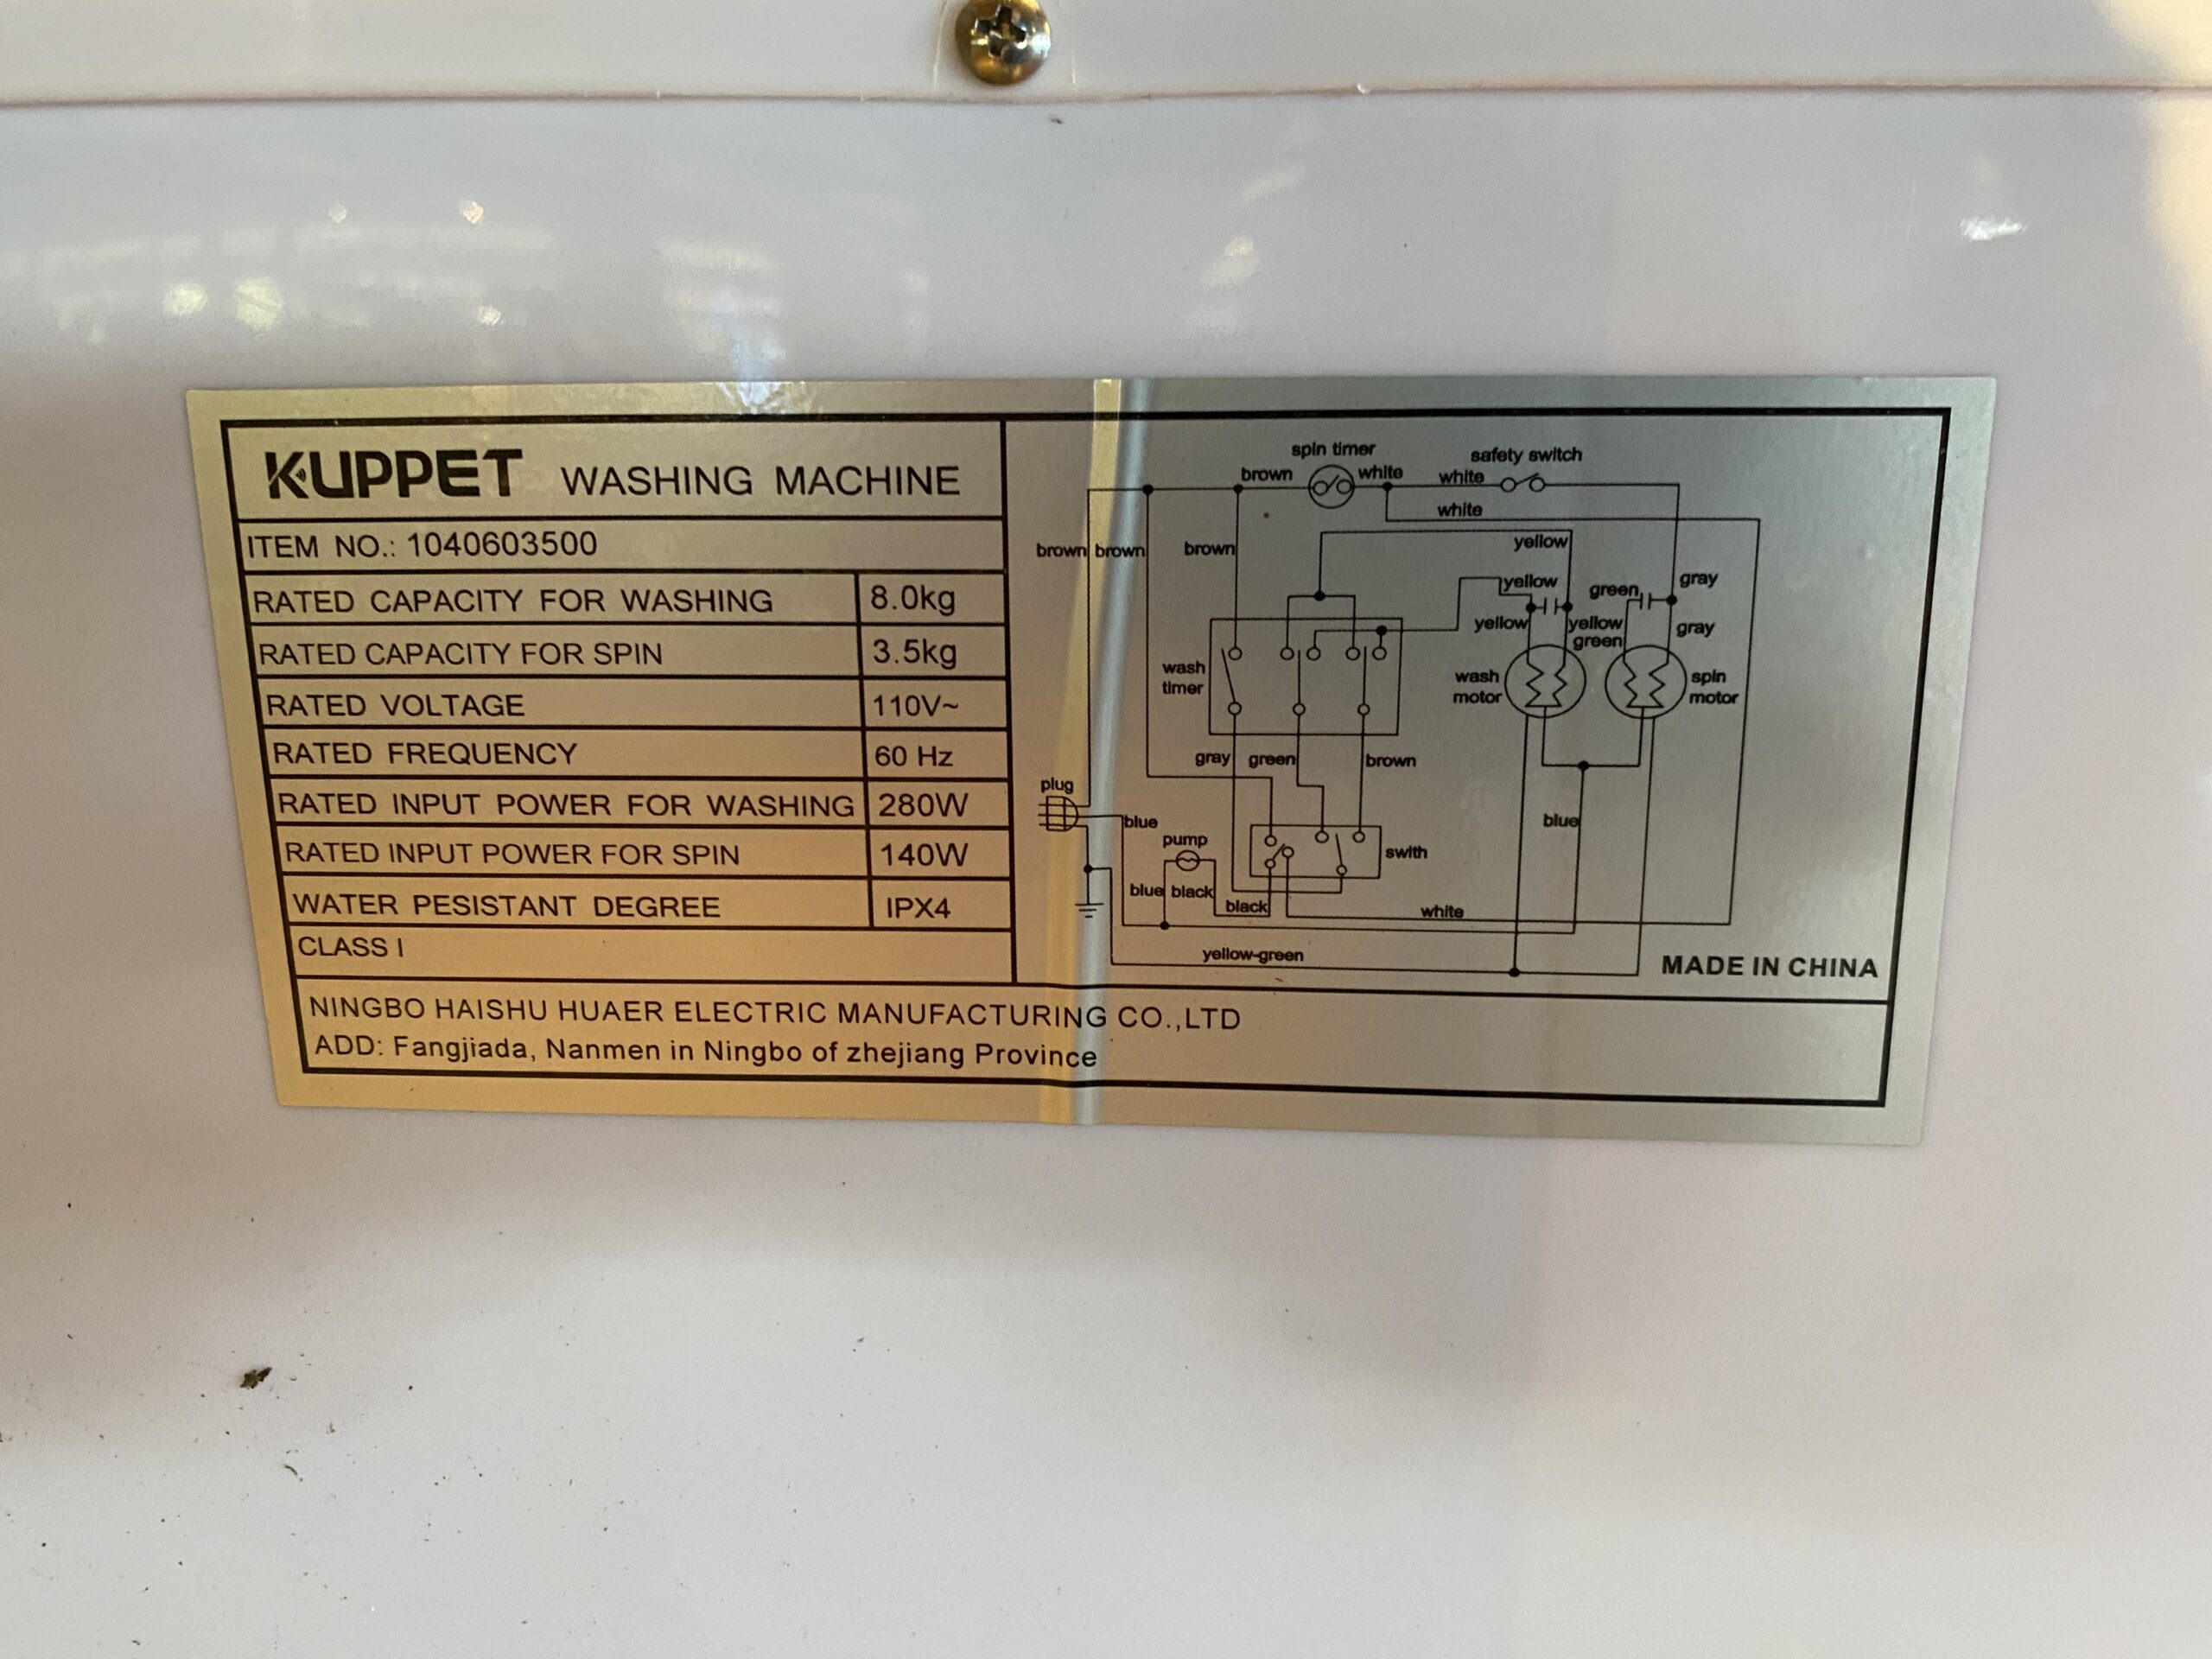 KUPPET WASHING MACHINE
ITEM NO.: 1040603500
RATED CAPACITY FOR WASHING 8.0kg
RATED CAPACITY FOR SPIN 3.5kg
RATED VOLTAGE 110V~
RATED FREQUENCY 60 Hz
RATED INPUT POWER FOR WASHING 280W
RATED INPUT POWER FOR SPIN 140W
WATER PESISTANT DEGREE IPX4
CLASS I
spin timer
safety switch
brown white white
white
brown brown brown
yellow
yellow green gray
yellow yellow gray
green
wash timer
wash motor
spin motor
gray green brown
plug
blue
blue
pump
swith
blue black
black
white
yellow-green
MADE IN CHINA
NINGBO HAISHU HUAER ELECTRIC MANUFACTURING CO.,LTD
ADD: Fangjiada, Nanmen in Ningbo of zhejiang Province